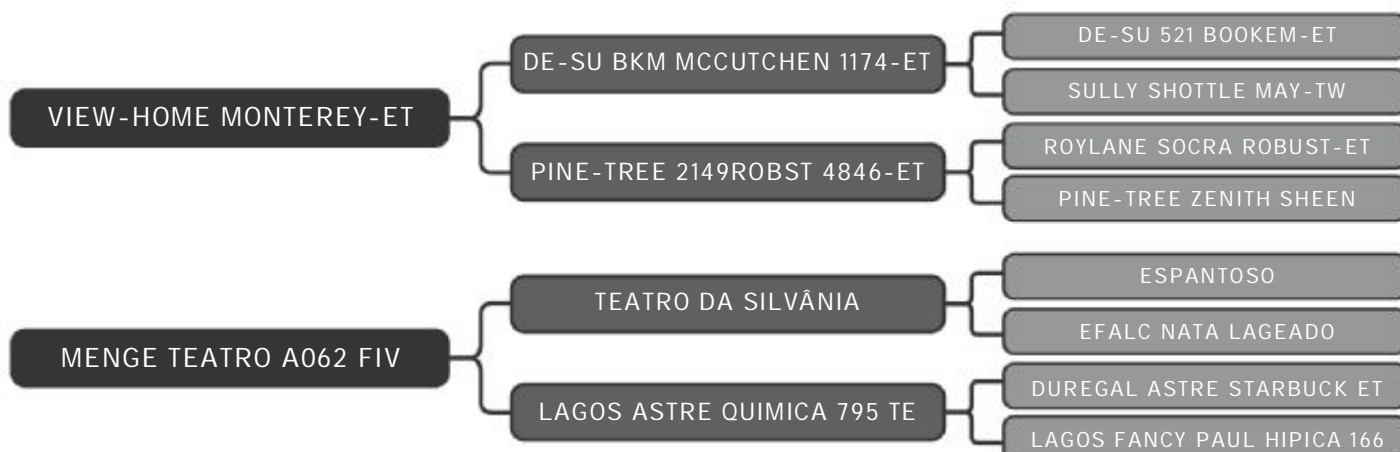 VIEW-HOME MONTEREY-ET
DE-SU BKM MCCUTCHEN 1174-ET
DE-SU 521 BOOKEM-ET
SULLY SHOTTLE MAY-TW
PINE-TREE 2149ROBST 4846-ET
ROYLANE SOCRA ROBUST-ET
PINE-TREE ZENITH SHEEN
MENGE TEATRO A062 FIV
TEATRO DA SILVÂNIA
ESPANTOSO
EFALC NATA LAGEADO
LAGOS ASTRE QUIMICA 795 TE
DUREGAL ASTRE STARBUCK ET
LAGOS FANCY PAUL HIPICA 166